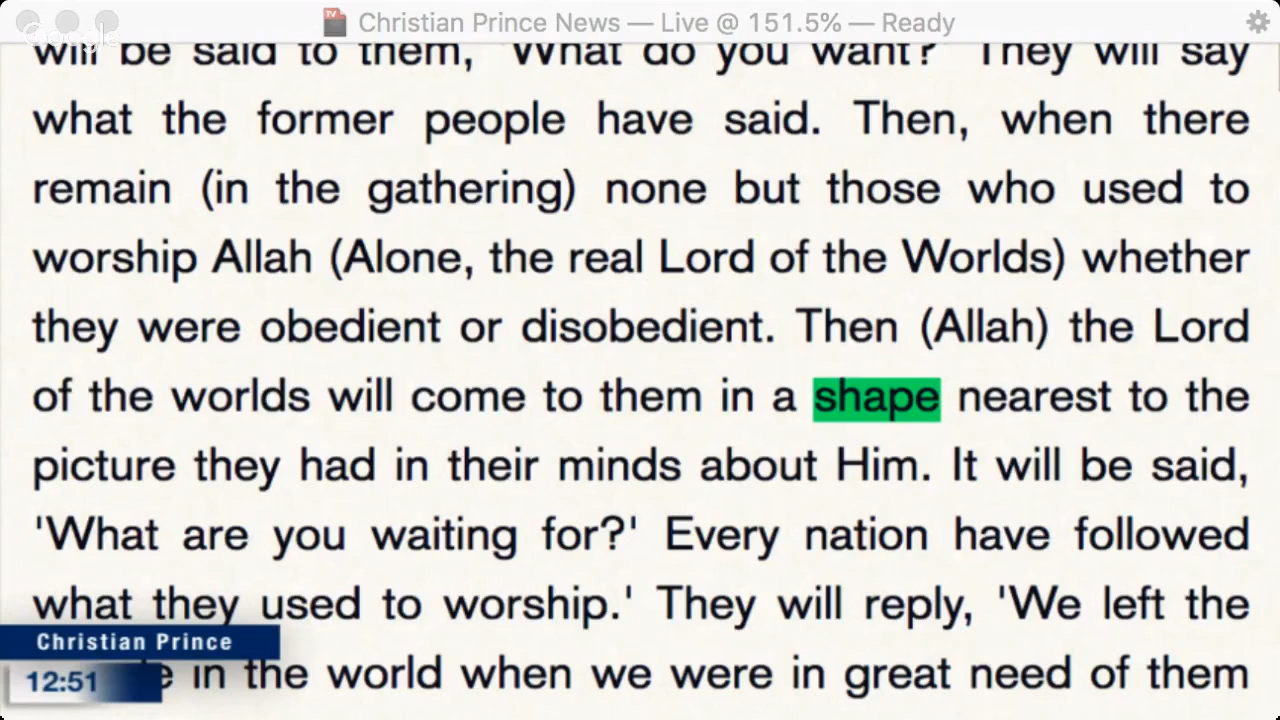 Christian Prince News — Live @ 151.5% — Ready
Google
will be said to them, 'What do you want?' They will say
what the former people have said. Then, when there
remain (in the gathering) none but those who used to
worship Allah (Alone, the real Lord of the Worlds) whether
they were obedient or disobedient. Then (Allah) the Lord
of the worlds will come to them in a shape nearest to the
picture they had in their minds about Him. It will be said,
'What are you waiting for?' Every nation have followed
what they used to worship.' They will reply, 'We left the
in the world when we were in great need of them
Christian Prince
12:51